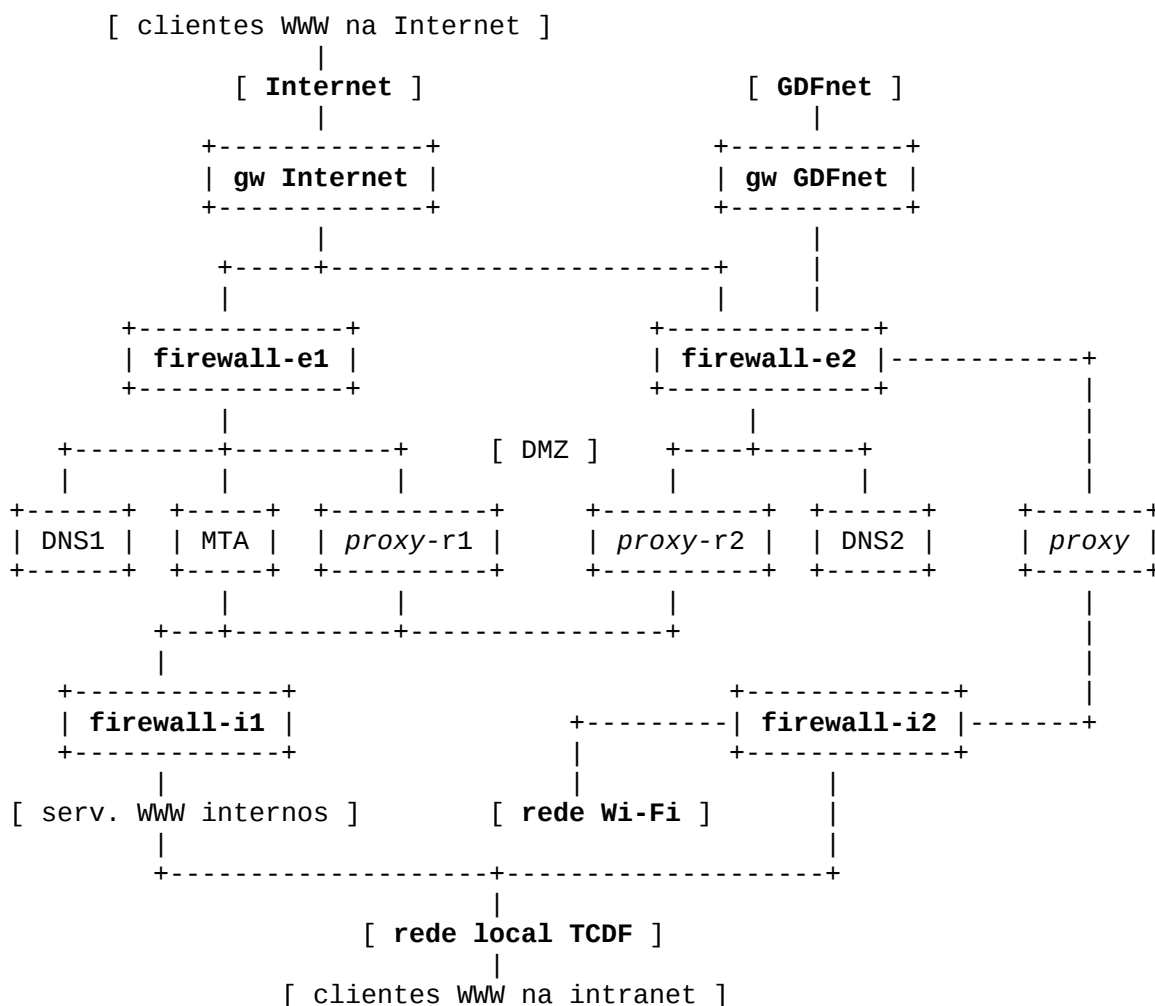 [ clientes WWW na Internet ]
[ Internet ] [ GDFnet ]
gw Internet gw GDFnet
firewall-e1 firewall-e2
[ DMZ ]
DNS1 MTA proxy-r1 proxy-r2 DNS2 proxy
firewall-i1 firewall-i2
[ serv. WWW internos ] [ rede Wi-Fi ]
[ rede local TCDF ]
[ clientes WWW na intranet ]